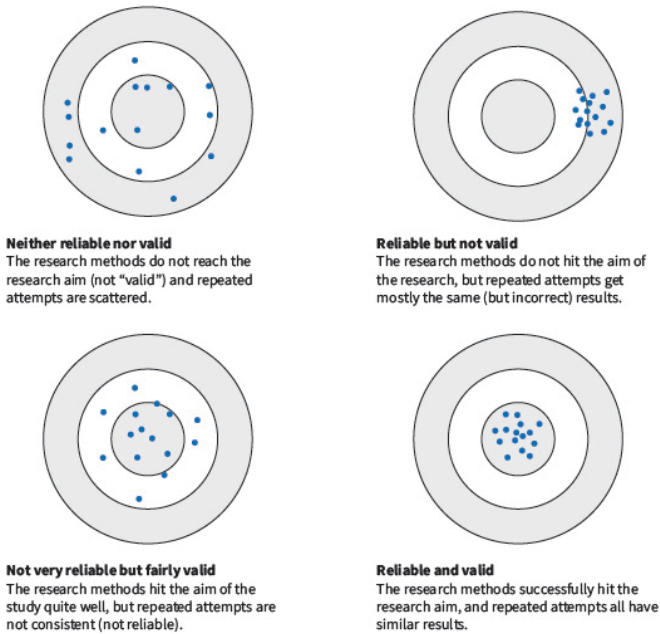 Neither reliable nor valid
The research methods do not reach the
research aim (not “valid”) and repeated
attempts are scattered.
Reliable but not valid
The research methods do not hit the aim of
the research, but repeated attempts get
mostly the same (but incorrect) results.
Not very reliable but fairly valid
The research methods hit the aim of the
study quite well, but repeated attempts are
not consistent (not reliable).
Reliable and valid
The research methods successfully hit the
research aim, and repeated attempts all have
similar results.